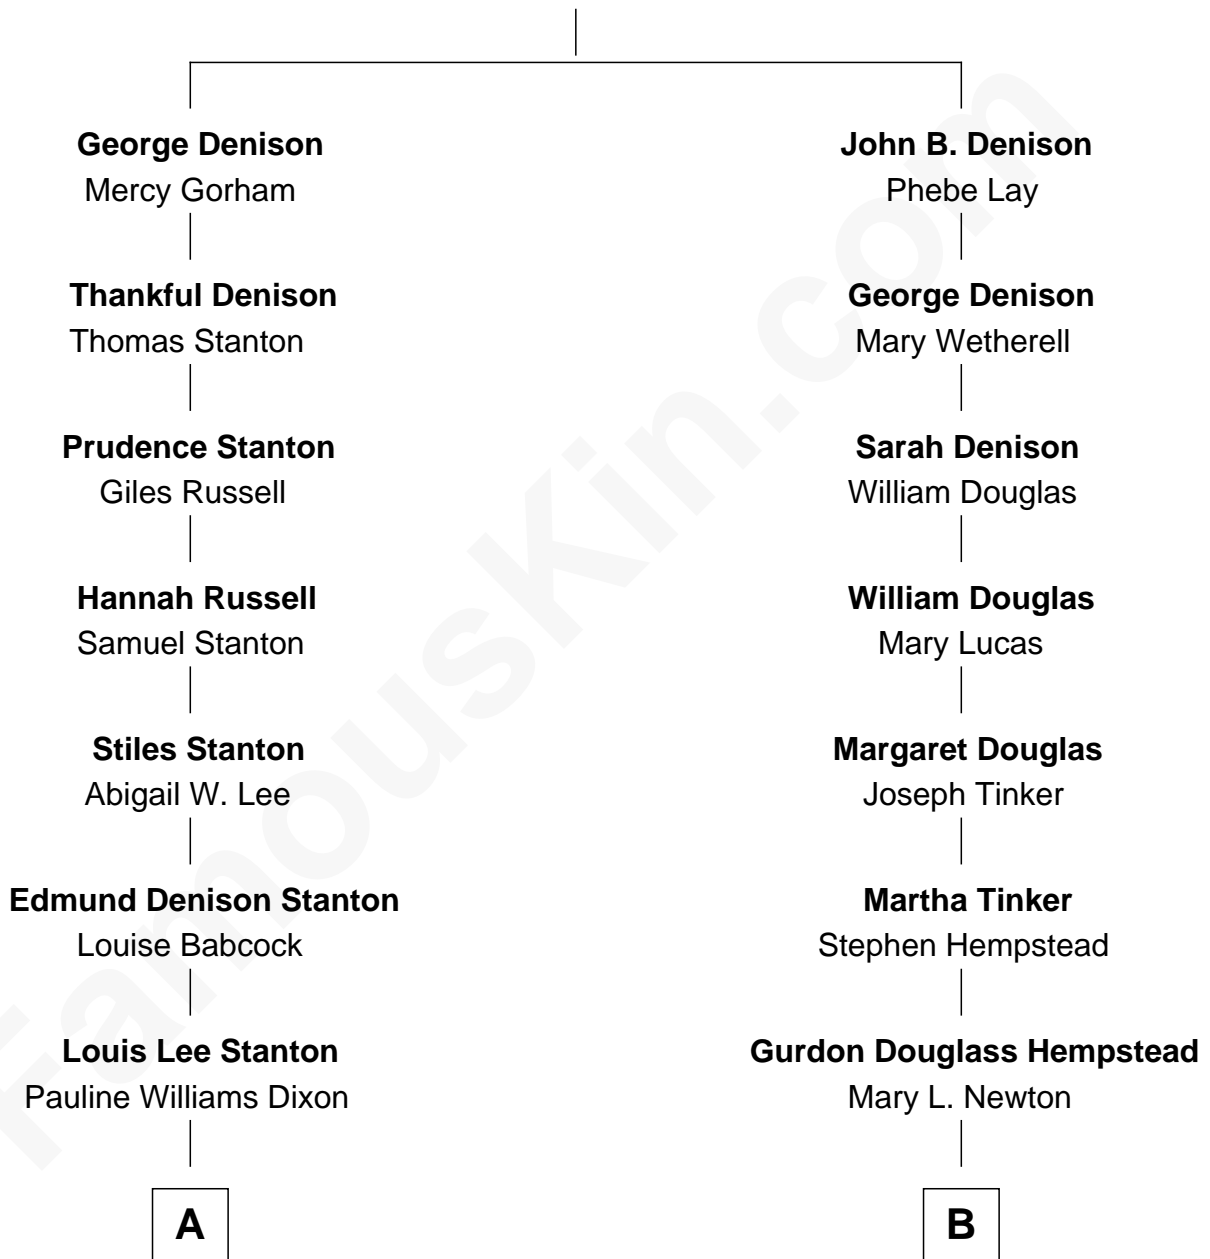 George Denison
Mercy Gorham
Thankful Denison
Thomas Stanton
Prudence Stanton
Giles Russell
Hannah Russell
Samuel Stanton
Stiles Stanton
Abigail W. Lee
Edmund Denison Stanton
Louise Babcock
Louis Lee Stanton
Pauline Williams Dixon
A
John B. Denison
Phebe Lay
George Denison
Mary Wetherell
Sarah Denison
William Douglas
William Douglas
Mary Lucas
Margaret Douglas
Joseph Tinker
Martha Tinker
Stephen Hempstead
Gurdon Douglass Hempstead
Mary L. Newton
B
FamousKin.com